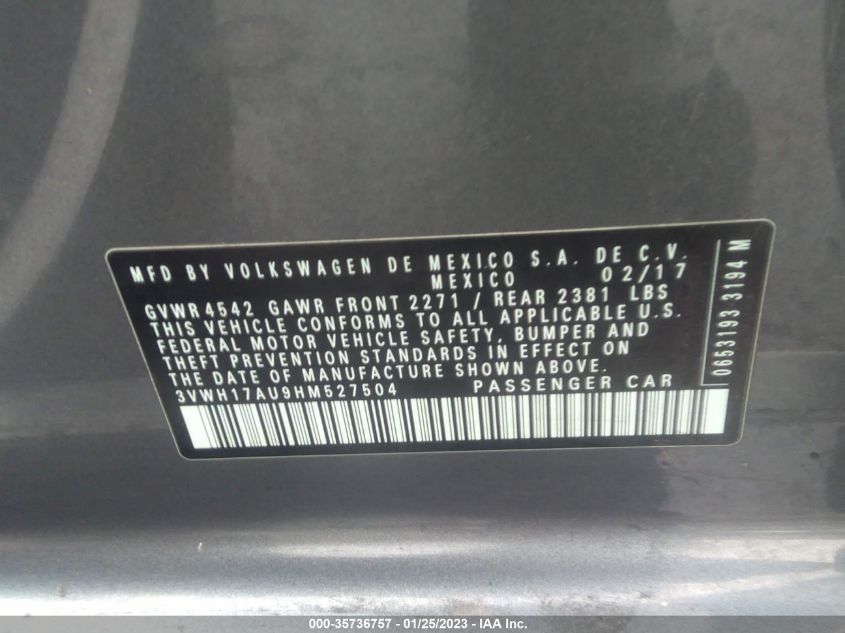 MFD BY VOLKSWAGEN DE MEXICO S.A. DE C.V.
MEXICO 02/17
GVWR 4542 GAWR FRONT 2271 / REAR 2381 LBS
THIS VEHICLE CONFORMS TO ALL APPLICABLE U.S.
FEDERAL MOTOR VEHICLE SAFETY, BUMPER AND
THEFT PREVENTION STANDARDS IN EFFECT ON
THE DATE OF MANUFACTURE SHOWN ABOVE.
3VWH17AU9HM527504 PASSENGER CAR
0653193 3194 M
000-35736757 - 01/25/2023 - IAA Inc.